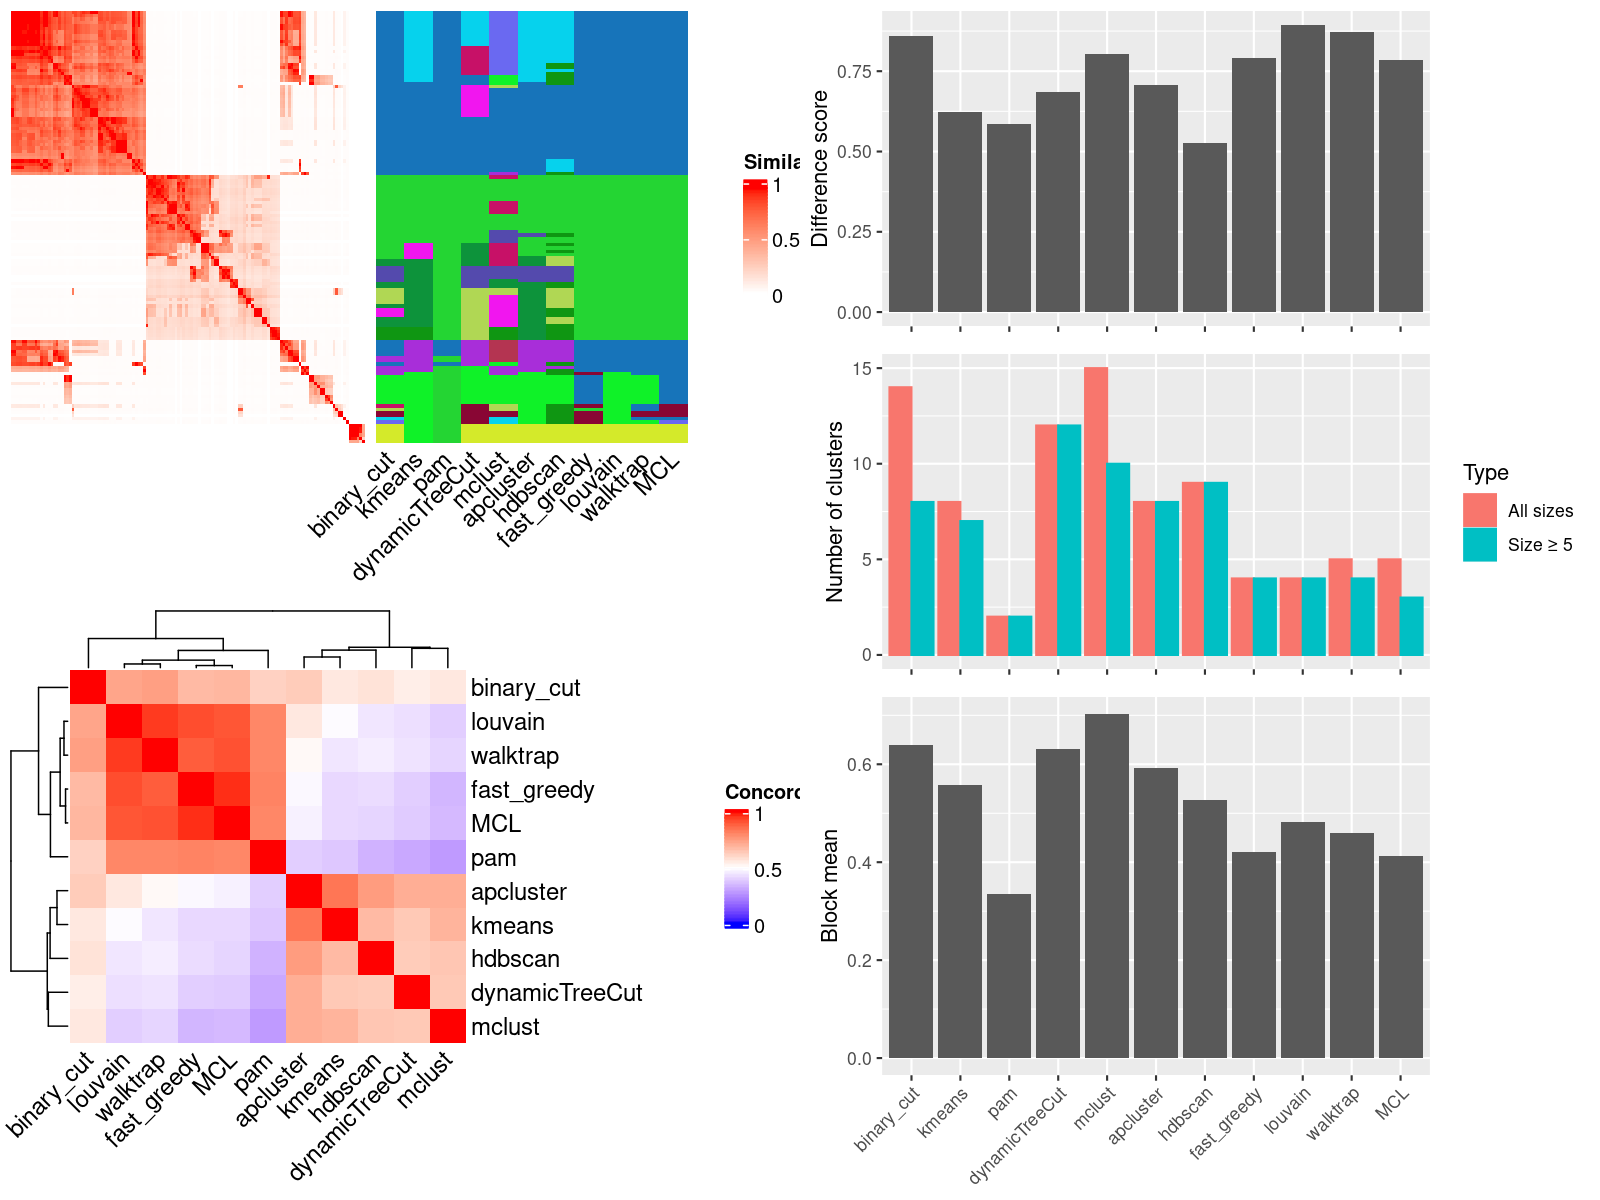 Simila
1
0.5
0
binary_cut
kmeans
pam
dynamicTreeCut
mclust
apcluster
hdbscan
fast_greedy
louvain
walktrap
MCL
Difference score
0.75
0.50
0.25
0.00
Number of clusters
15
10
5
0
Type
All sizes
Size ≥ 5
binary_cut
louvain
walktrap
fast_greedy
MCL
pam
apcluster
kmeans
hdbscan
dynamicTreeCut
mclust
binary_cut
louvain
walktrap
fast_greedy
MCL
pam
apcluster
kmeans
hdbscan
dynamicTreeCut
mclust
Concord
1
0.5
0
Block mean
0.6
0.4
0.2
0.0
binary_cut
kmeans
pam
dynamicTreeCut
mclust
apcluster
hdbscan
fast_greedy
louvain
walktrap
MCL